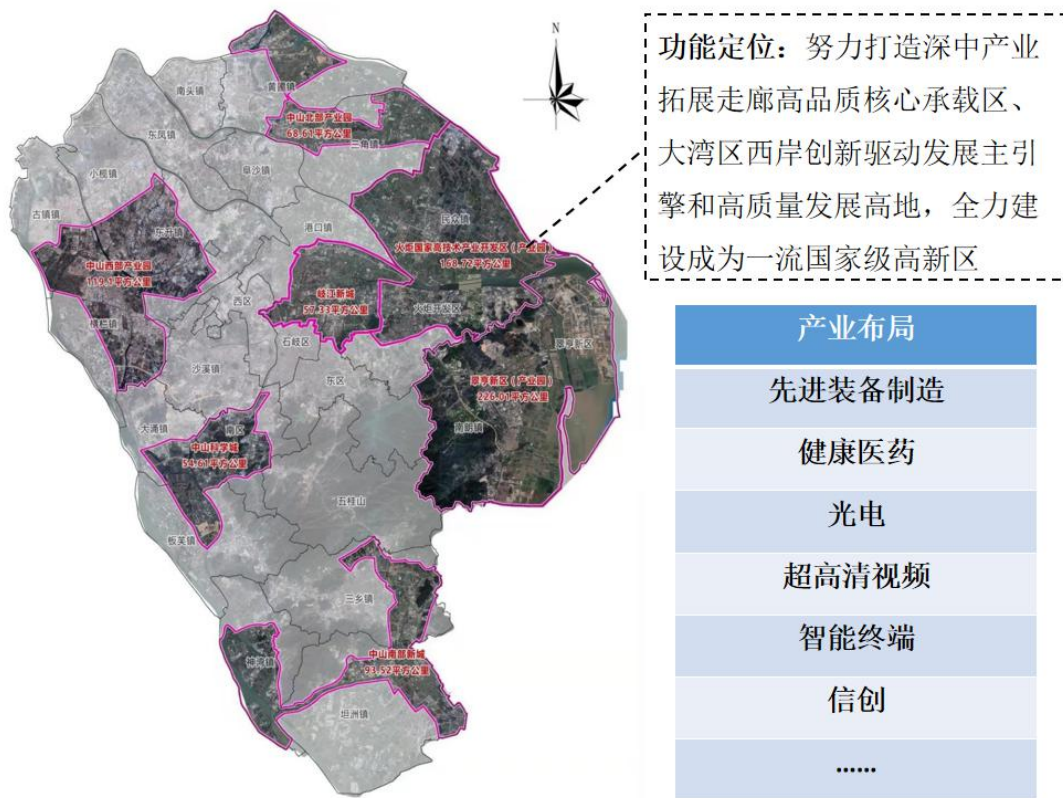 N
黄圃镇
南头镇
中山北部产业园
68.61平方公里
东凤镇
三角镇
小榄镇
阜沙镇
古镇镇
民众镇
东升镇
港口镇
火炬国家高技术产业开发区（产业园）
168.72平方公里
中山西部产业园
119.1平方公里
岐江新城
57.33平方公里
西区
火炬开发区
横栏镇
石岐区
翠亨新区
沙溪镇
东区
翠亨新区（产业园）
226.01平方公里
大涌镇
南区
南朗镇
中山科学城
54.61平方公里
五桂山
板芙镇
三乡镇
神湾镇
中山南部新城
93.52平方公里
坦洲镇
功能定位：努力打造深中产业
拓展走廊高品质核心承载区、
大湾区西岸创新驱动发展主引
擎和高质量发展高地，全力建
设成为一流国家级高新区
产业布局
先进装备制造
健康医药
光电
超高清视频
智能终端
信创
……